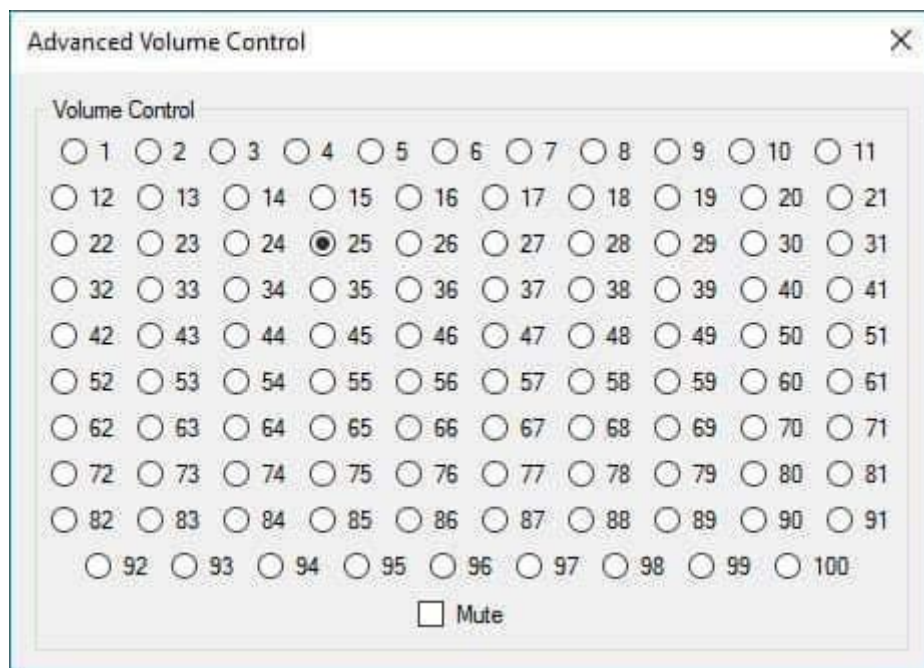 Advanced Volume Control
Volume Control
1 2 3 4 5 6 7 8 9 10 11
12 13 14 15 16 17 18 19 20 21
22 23 24 25 26 27 28 29 30 31
32 33 34 35 36 37 38 39 40 41
42 43 44 45 46 47 48 49 50 51
52 53 54 55 56 57 58 59 60 61
62 63 64 65 66 67 68 69 70 71
72 73 74 75 76 77 78 79 80 81
82 83 84 85 86 87 88 89 90 91
92 93 94 95 96 97 98 99 100
Mute